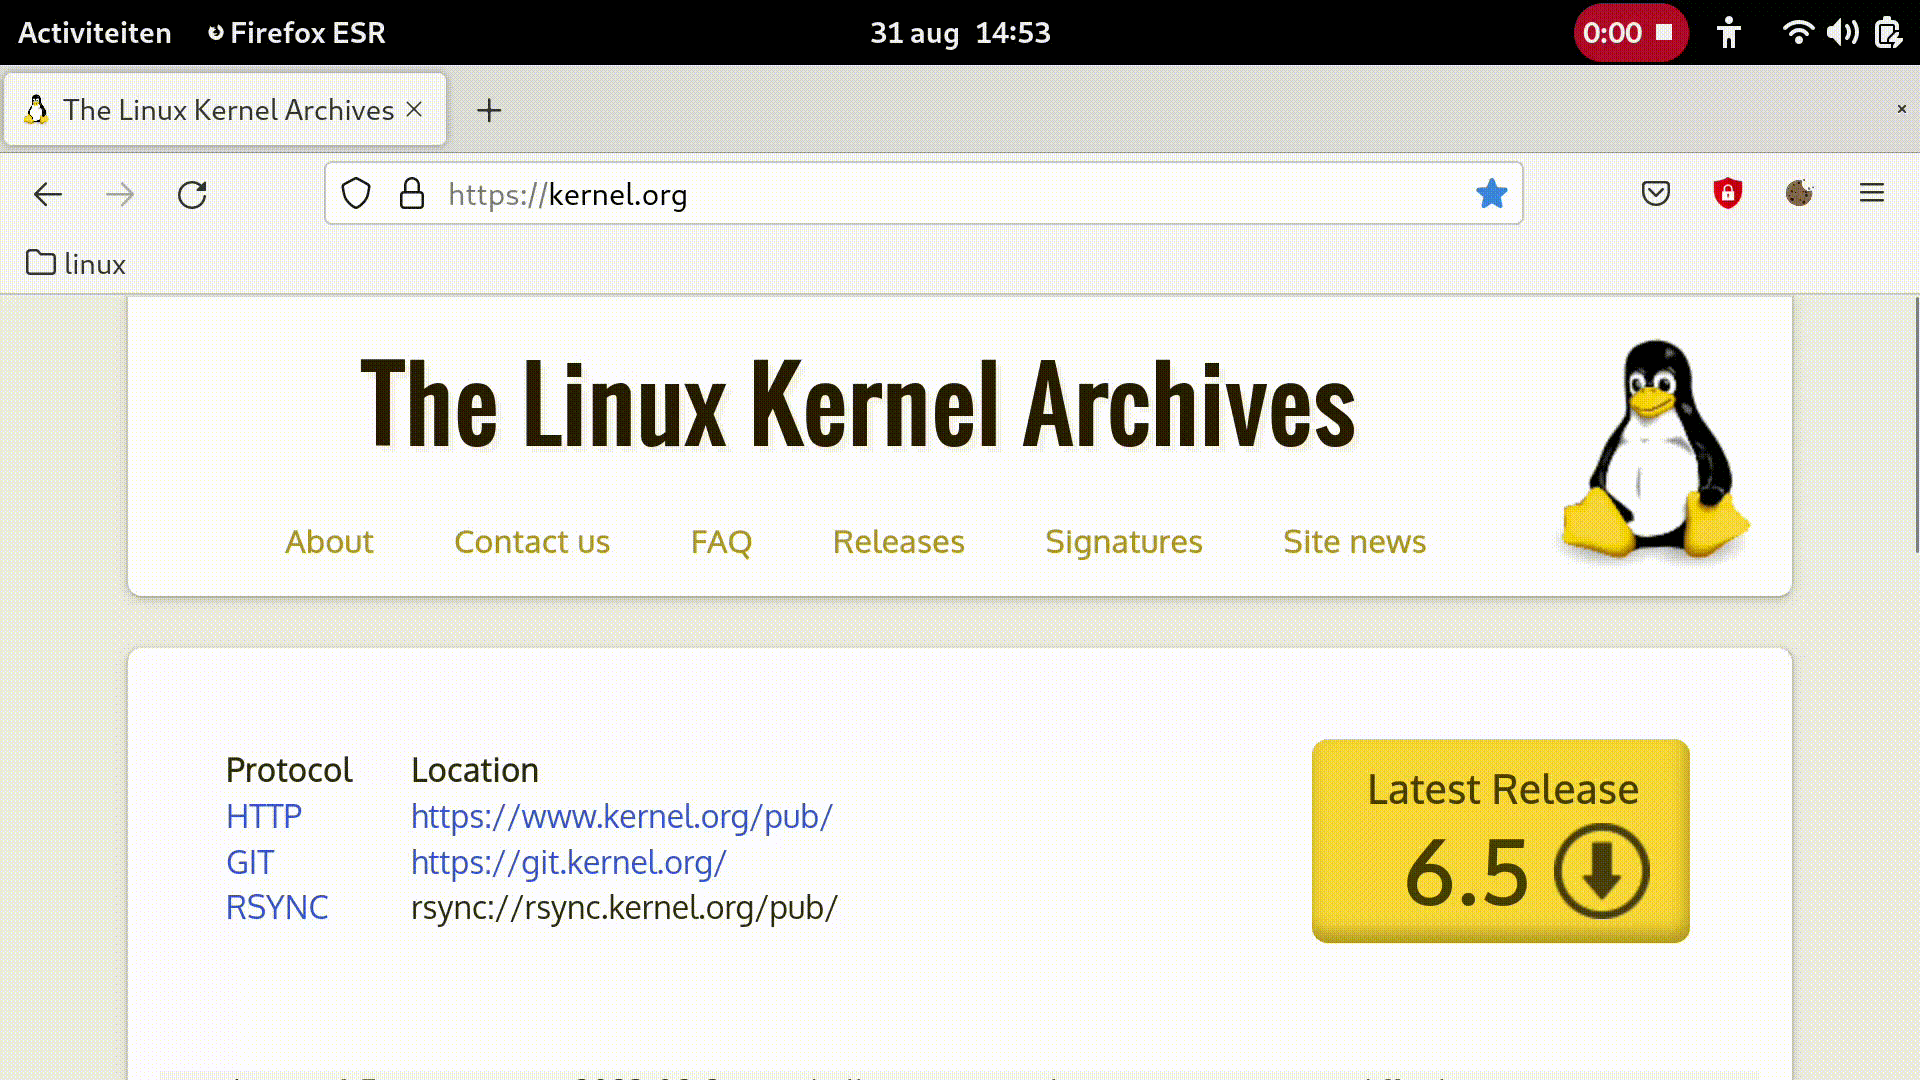 Activiteiten Firefox ESR 31 aug 14:53 0:00
The Linux Kernel Archives
https://kernel.org
linux
The Linux Kernel Archives
About Contact us FAQ Releases Signatures Site news
Protocol Location
HTTP https://www.kernel.org/pub/
GIT https://git.kernel.org/
RSYNC rsync://rsync.kernel.org/pub/
Latest Release
6.5